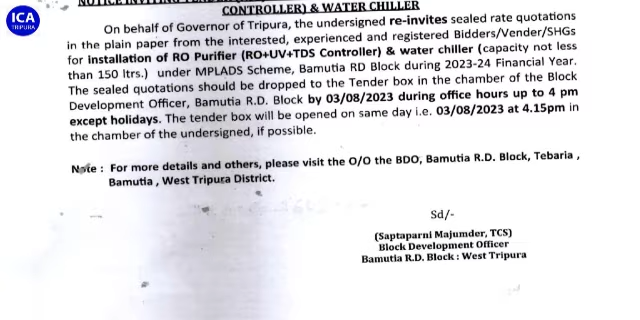 ICA
TRIPURA
NOTICE INVITING
CONTROLLER) & WATER CHILLER
On behalf of Governor of Tripura, the undersigned re-invites sealed rate quotations
in the plain paper from the interested, experienced and registered Bidders/Vender/SHGs
for Installation of RO Purifier (RO+UV+TDS Controller) & water chiller (capacity not less
than 150 ltrs.) under MPLADS Scheme, Bamutia RD Block during 2023-24 Financial Year.
The sealed quotations should be dropped to the Tender box in the chamber of the Block
Development Officer, Bamutia R.D. Block by 03/08/2023 during office hours up to 4 pm
except holidays. The tender box will be opened on same day i.e. 03/08/2023 at 4.15pm in
the chamber of the undersigned, if possible.
Note : For more details and others, please visit the O/O the BDO, Bamutia R.D. Block, Tebaria ,
Bamutia , West Tripura District.
Sd/-
(Saptaparni Majumder, TCS)
Block Development Officer
Bamutia R.D. Block : West Tripura